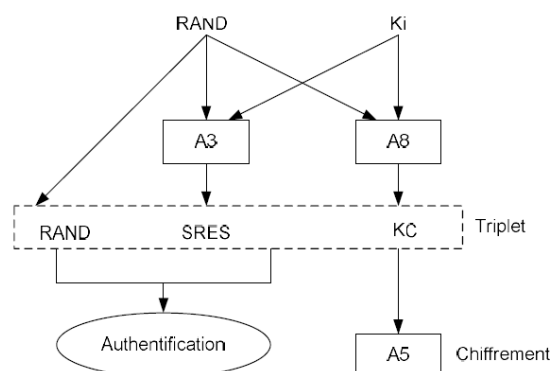 RAND Ki
A3 A8
RAND SRES KC Triplet
Authentification
A5 Chiffrement